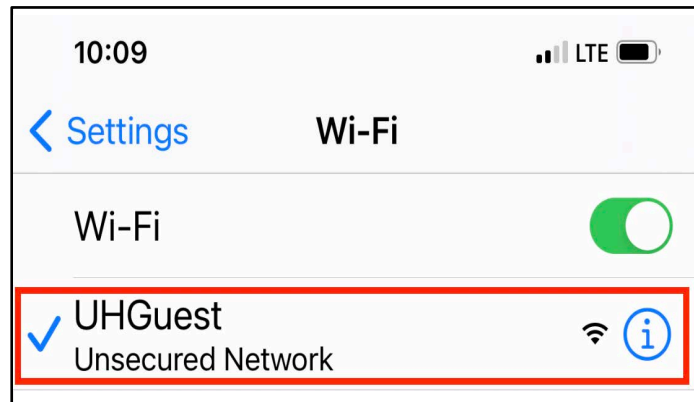 10:09 LTE
Settings Wi-Fi
Wi-Fi
UHGuest
Unsecured Network